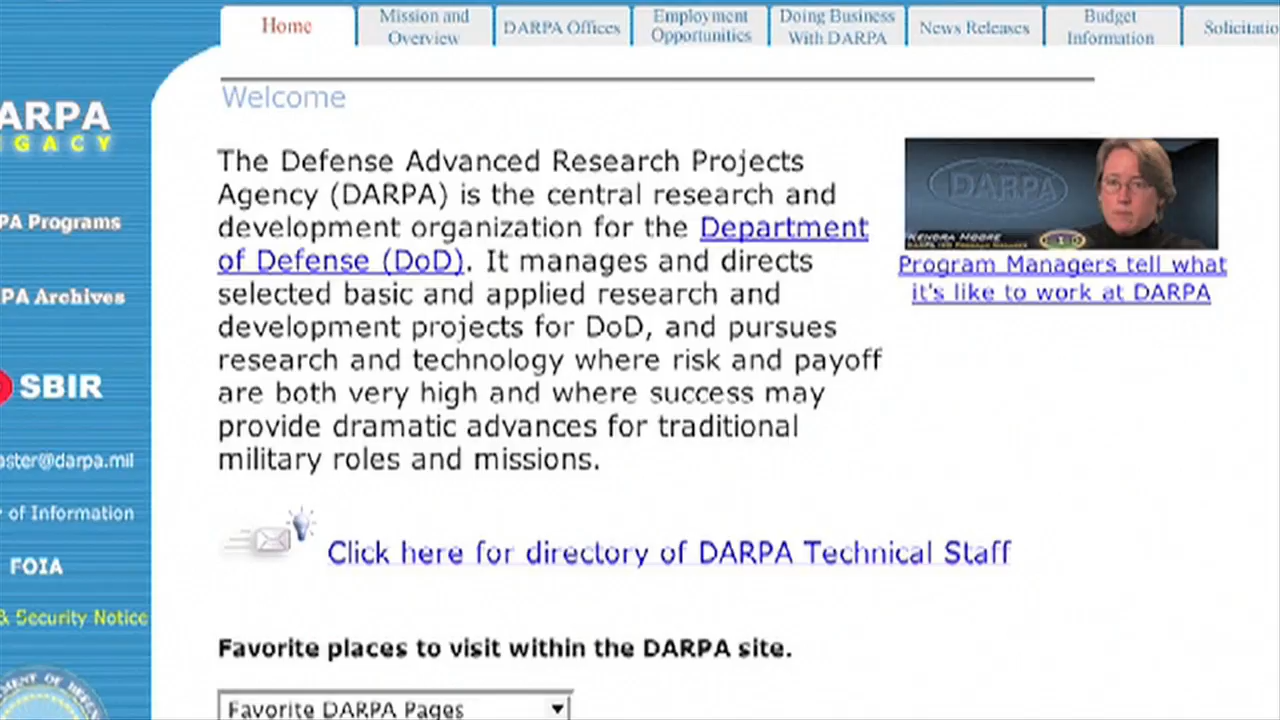 Home
Mission and
Overview
DARPA Offices
Employment
Opportunities
Doing Business
With DARPA
News Releases
Budget
Information
Solicitatio
Welcome
ARPA
GACY
PA Programs
PA Archives
SBIR
aster@darpa.mil
of Information
FOIA
& Security Notice
The Defense Advanced Research Projects
Agency (DARPA) is the central research and
development organization for the Department
of Defense (DoD). It manages and directs
selected basic and applied research and
development projects for DoD, and pursues
research and technology where risk and payoff
are both very high and where success may
provide dramatic advances for traditional
military roles and missions.
DARPA
KENDRA MOORE
Program Managers tell what
it's like to work at DARPA
Click here for directory of DARPA Technical Staff
Favorite places to visit within the DARPA site.
Favorite DARPA Pages